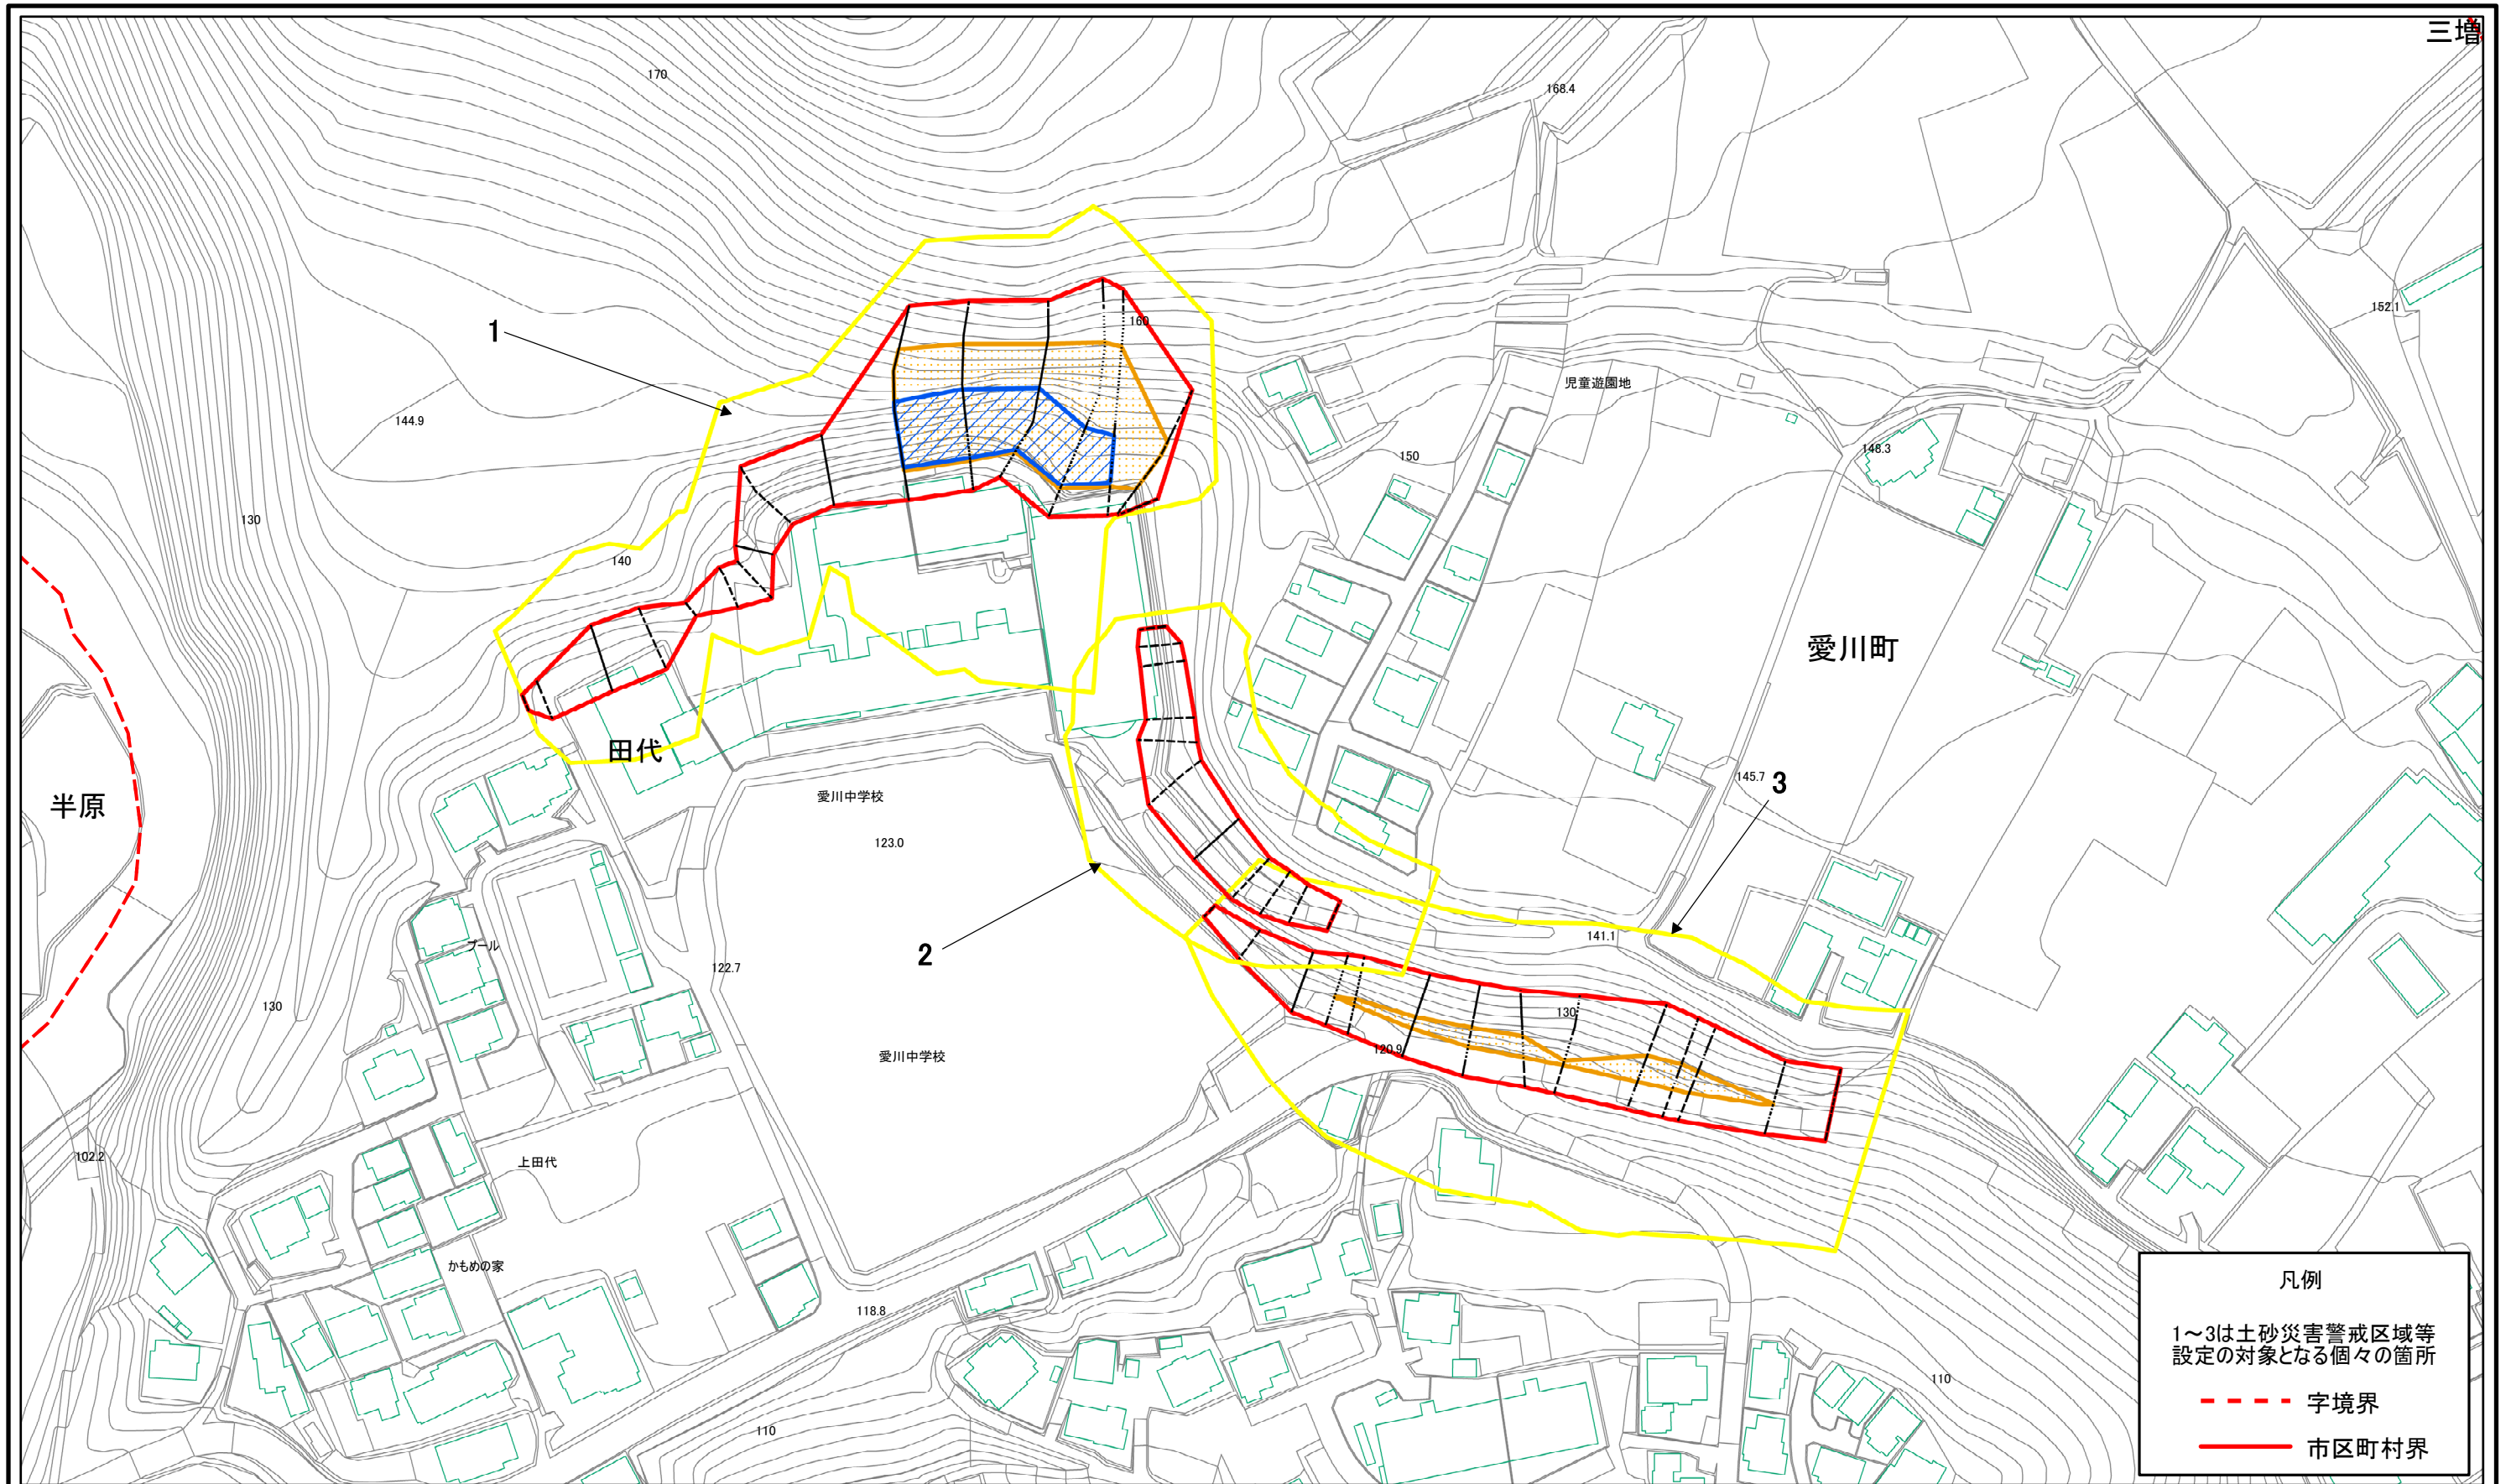 三増
170
168.4
160
152.1
1
児童遊園地
144.9
148.3
150
130
140
愛川町
田代
145.7
3
半原
愛川中学校
123.0
141.1
プール
2
122.7
130
130
120.9
愛川中学校
102.2
上田代
かもめの家
118.8
110
110
凡例
1～3は土砂災害警戒区域等
設定の対象となる個々の箇所
字境界
市区町村界